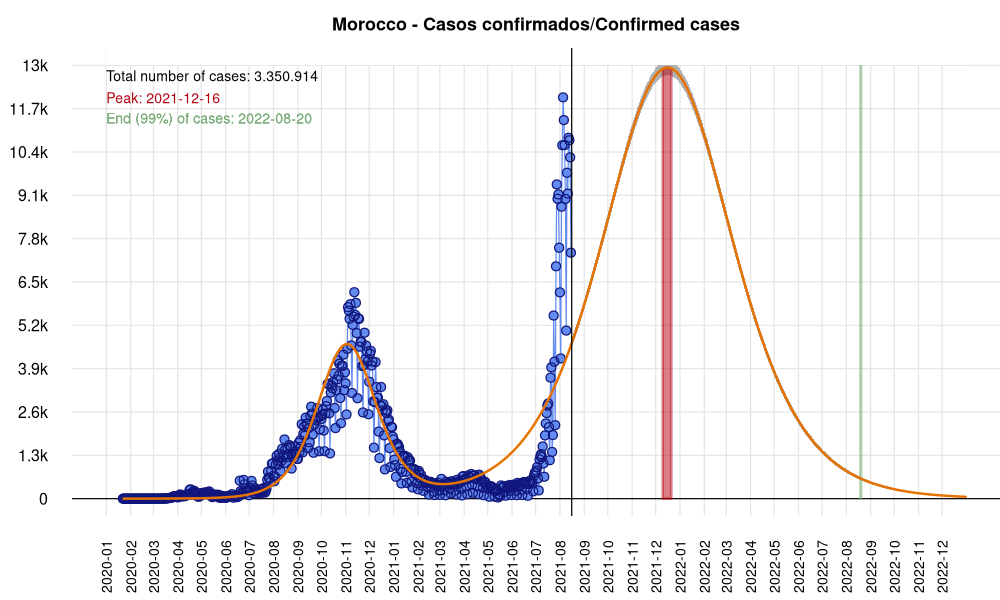 Morocco - Casos confirmados/Confirmed cases
Total number of cases: 3.350.914
Peak: 2021-12-16
End (99%) of cases: 2022-08-20
13k
11.7k
10.4k
9.1k
7.8k
6.5k
5.2k
3.9k
2.6k
1.3k
0
2020-01
2020-02
2020-03
2020-04
2020-05
2020-06
2020-07
2020-08
2020-09
2020-10
2020-11
2020-12
2021-01
2021-02
2021-03
2021-04
2021-05
2021-06
2021-07
2021-08
2021-09
2021-10
2021-11
2021-12
2022-01
2022-02
2022-03
2022-04
2022-05
2022-06
2022-07
2022-08
2022-09
2022-10
2022-11
2022-12